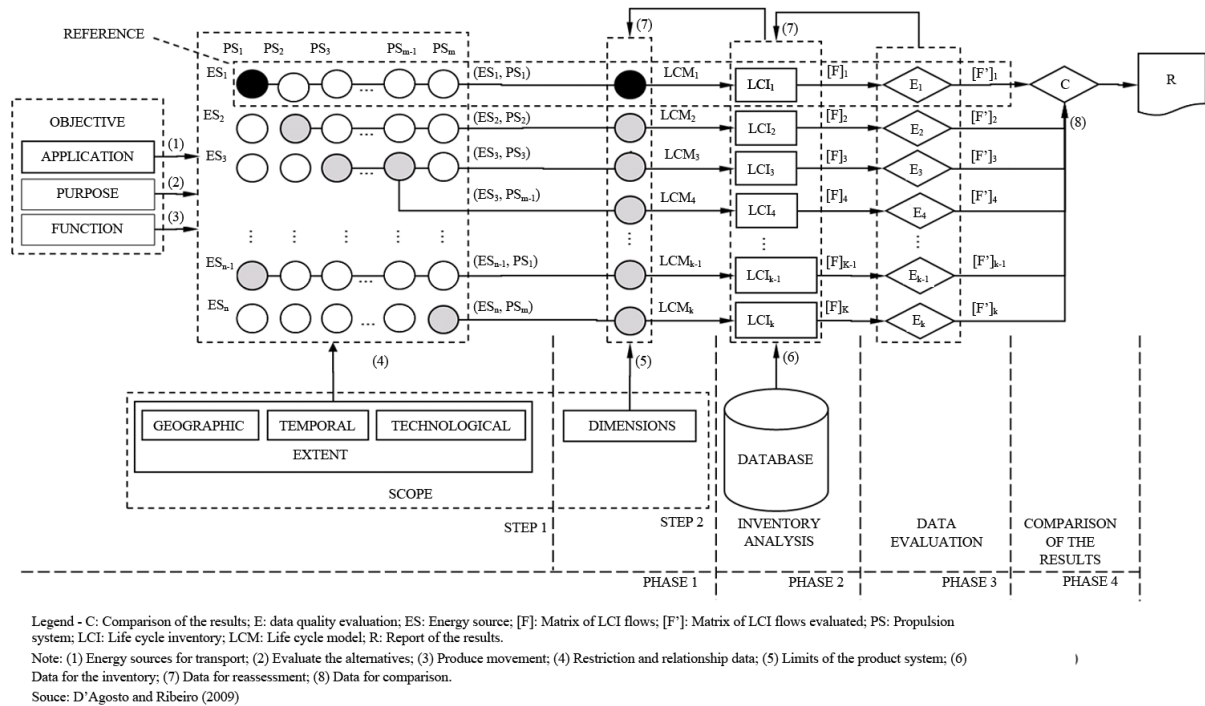 REFERENCE
PS1 PS2 PS3 PSm-1 PSm
(7) (7)
ES1 ... (ES1, PS1) LCM1 LCI1 [F]1 E1 [F']1 C R
OBJECTIVE
ES2 ... (ES2, PS2) LCM2 LCI2 [F]2 E2 [F']2 (8)
(1)
APPLICATION
ES3 ... (ES3, PS3) LCM3 LCI3 [F]3 E3 [F']3
(2)
PURPOSE
(ES3, PSm-1) LCM4 LCI4 [F]4 E4 [F']4
(3)
FUNCTION
ESn-1 ... (ESn-1, PS1) LCMk-1 LCIk-1 [F]K-1 Ek-1 [F']k-1
ESn ... (ESn, PSm) LCMk LCIk [F]K Ek [F']k
(4) (5) (6)
GEOGRAPHIC TEMPORAL TECHNOLOGICAL
EXTENT
DIMENSIONS
SCOPE
DATABASE
STEP 1 STEP 2
INVENTORY
ANALYSIS
DATA
EVALUATION
COMPARISON
OF THE
RESULTS
PHASE 1 PHASE 2 PHASE 3 PHASE 4
Legend - C: Comparison of the results; E: data quality evaluation; ES: Energy source; [F]: Matrix of LCI flows; [F']: Matrix of LCI flows evaluated; PS: Propulsion
system; LCI: Life cycle inventory; LCM: Life cycle model; R: Report of the results.
Note: (1) Energy sources for transport; (2) Evaluate the alternatives; (3) Produce movement; (4) Restriction and relationship data; (5) Limits of the product system; (6) )
Data for the inventory; (7) Data for reassessment; (8) Data for comparison.
Souce: D'Agosto and Ribeiro (2009)